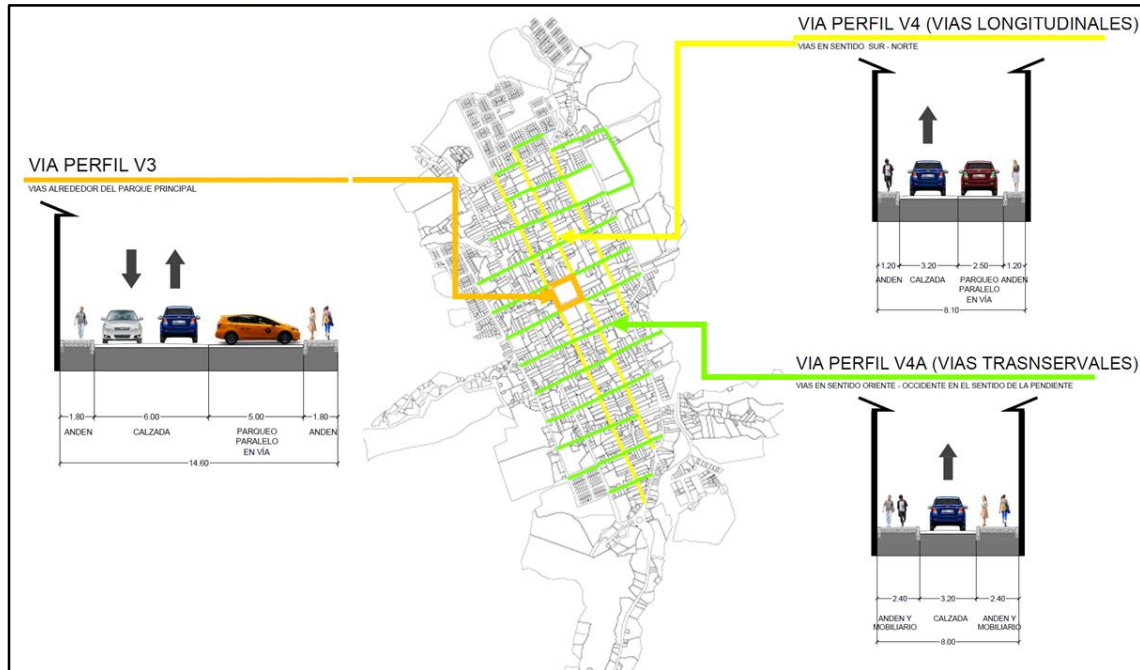 VIA PERFIL V3
VIAS ALREDEDOR DEL PARQUE PRINCIPAL
1.80
6.00
5.00
1.80
ANDEN
CALZADA
PARQUEO
PARALELO
EN VÍA
ANDEN
14.60
VIA PERFIL V4 (VIAS LONGITUDINALES)
VIAS EN SENTIDO SUR - NORTE
1.20
3.20
2.50
1.20
ANDEN
CALZADA
PARQUEO
PARALELO
EN VÍA
ANDEN
8.10
VIA PERFIL V4A (VIAS TRASNSERVALES)
VIAS EN SENTIDO ORIENTE - OCCIDENTE EN EL SENTIDO DE LA PENDIENTE
2.40
3.20
2.40
ANDEN Y
MOBILIARIO
CALZADA
ANDEN Y
MOBILIARIO
8.00